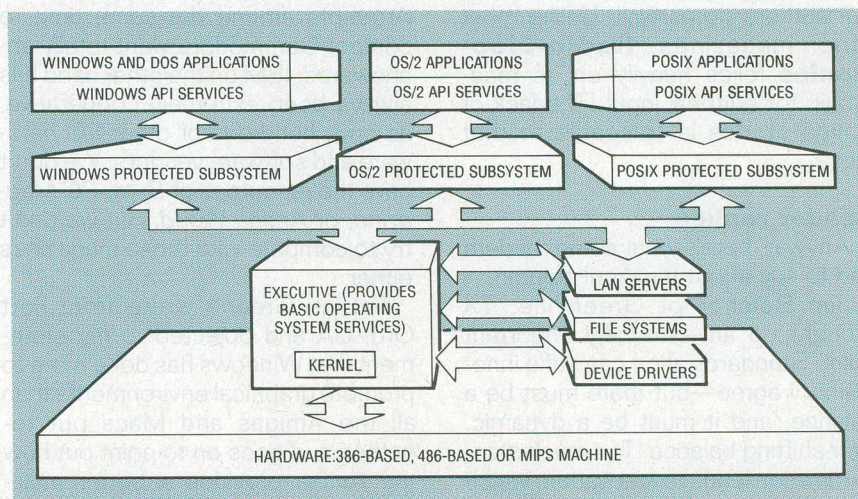 WINDOWS AND DOS APPLICATIONS
WINDOWS API SERVICES
OS/2 APPLICATIONS
OS/2 API SERVICES
POSIX APPLICATIONS
POSIX API SERVICES
WINDOWS PROTECTED SUBSYSTEM
OS/2 PROTECTED SUBSYSTEM
POSIX PROTECTED SUBSYSTEM
EXECUTIVE (PROVIDES
BASIC OPERATING
SYSTEM SERVICES)
KERNEL
LAN SERVERS
FILE SYSTEMS
DEVICE DRIVERS
HARDWARE:386-BASED, 486-BASED OR MIPS MACHINE